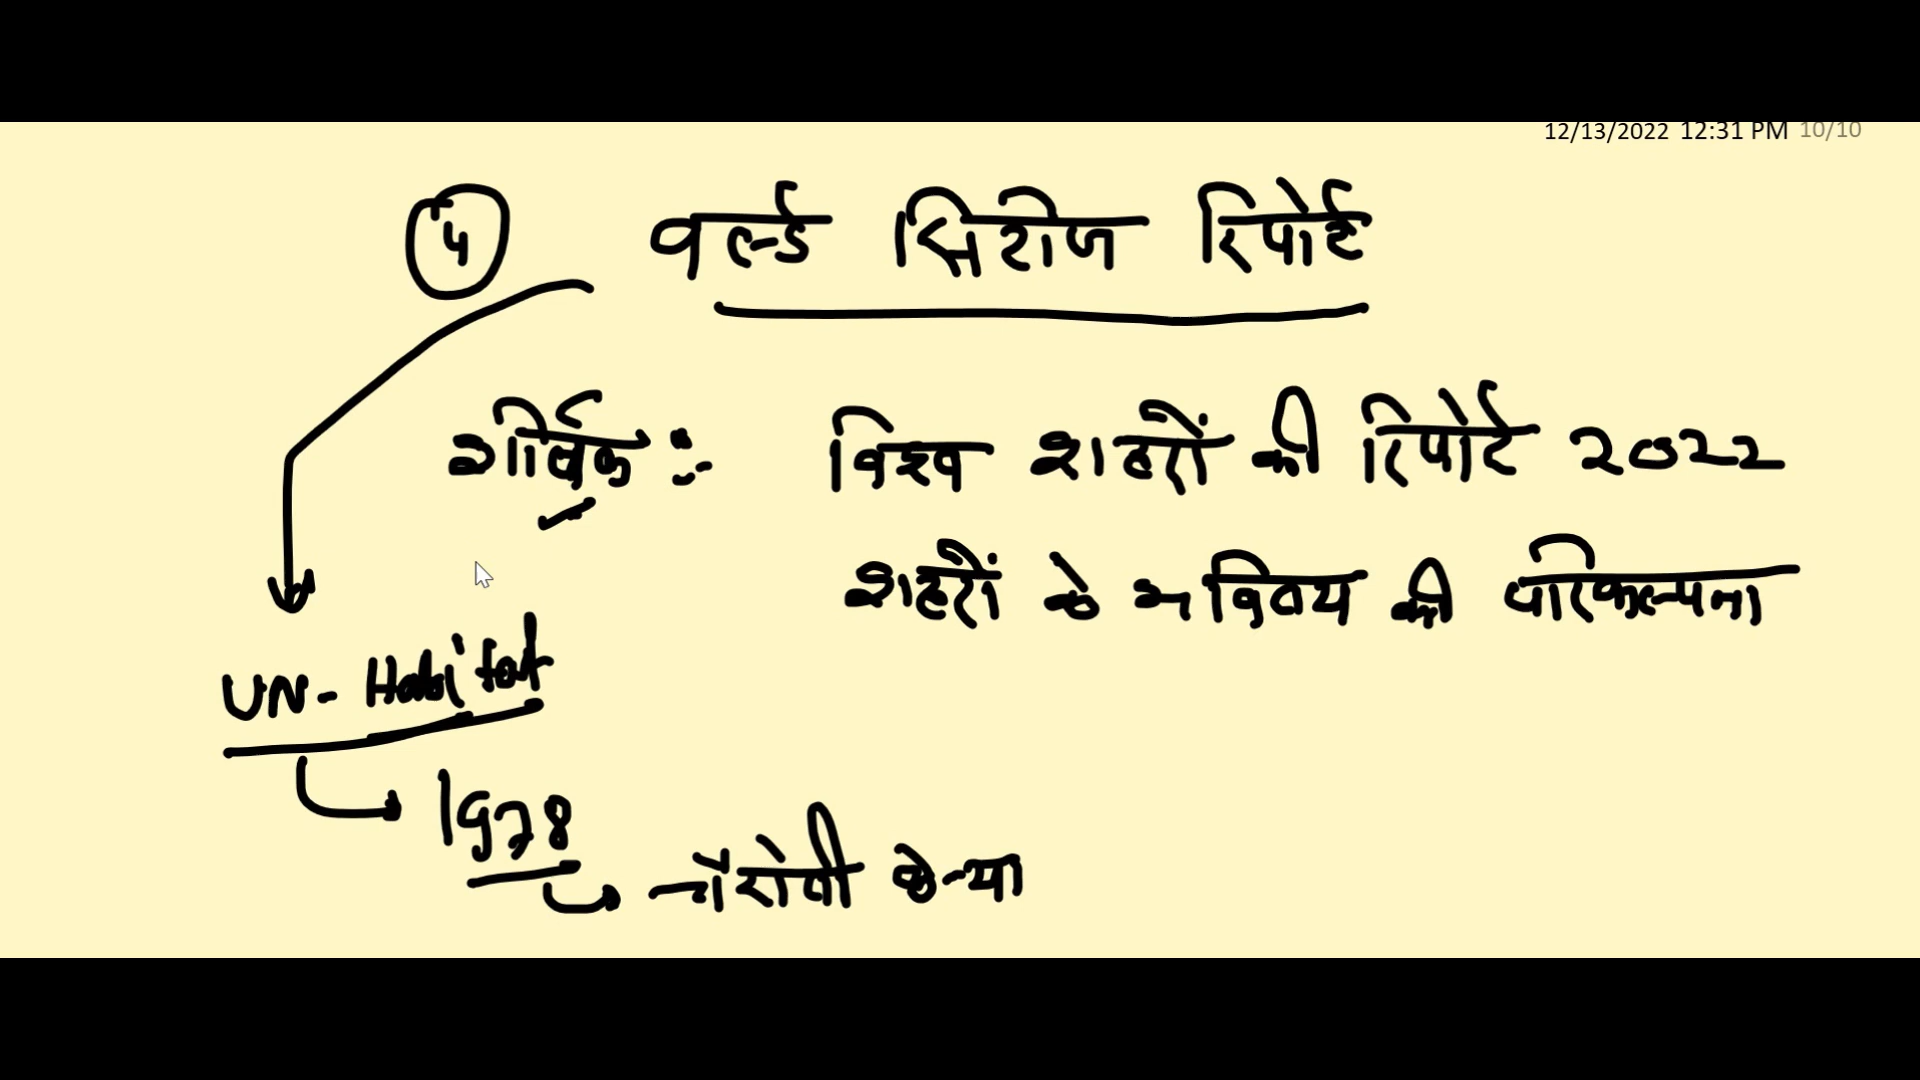 12/13/2022 12:31 PM 10/10
५ वर्ल्ड सिरीज रिपोर्ट
शीर्षक :- विश्व शहरों की रिपोर्ट 2022
शहरों के भविष्य की परिकल्पना
UN-Habitat
1978
नैरोबी केन्या